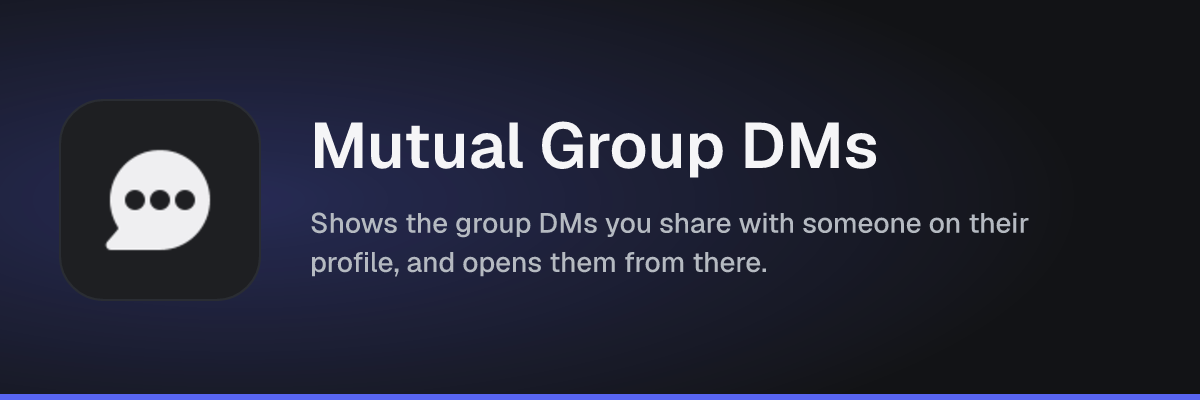 Mutual Group DMs
Shows the group DMs you share with someone on their
profile, and opens them from there.